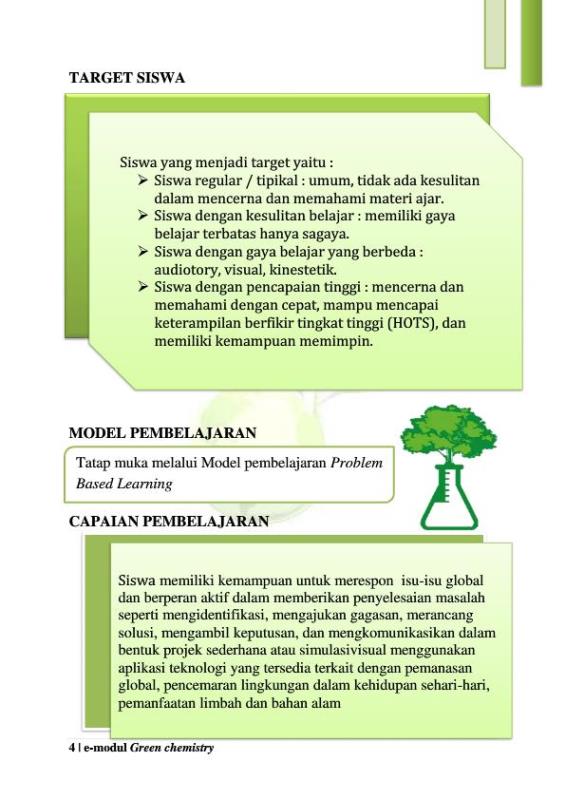 TARGET SISWA
Siswa yang menjadi target yaitu :
➢ Siswa regular / tipikal : umum, tidak ada kesulitan
dalam mencerna dan memahami materi ajar.
➢ Siswa dengan kesulitan belajar : memiliki gaya
belajar terbatas hanya sagaya.
➢ Siswa dengan gaya belajar yang berbeda :
audiotory, visual, kinestetik.
➢ Siswa dengan pencapaian tinggi : mencerna dan
memahami dengan cepat, mampu mencapai
keterampilan berfikir tingkat tinggi (HOTS), dan
memiliki kemampuan memimpin.
MODEL PEMBELAJARAN
Tatap muka melalui Model pembelajaran Problem
Based Learning
CAPAIAN PEMBELAJARAN
Siswa memiliki kemampuan untuk merespon isu-isu global
dan berperan aktif dalam memberikan penyelesaian masalah
seperti mengidentifikasi, mengajukan gagasan, merancang
solusi, mengambil keputusan, dan mengkomunikasikan dalam
bentuk projek sederhana atau simulasivisual menggunakan
aplikasi teknologi yang tersedia terkait dengan pemanasan
global, pencemaran lingkungan dalam kehidupan sehari-hari,
pemanfaatan limbah dan bahan alam
4 | e-modul Green chemistry